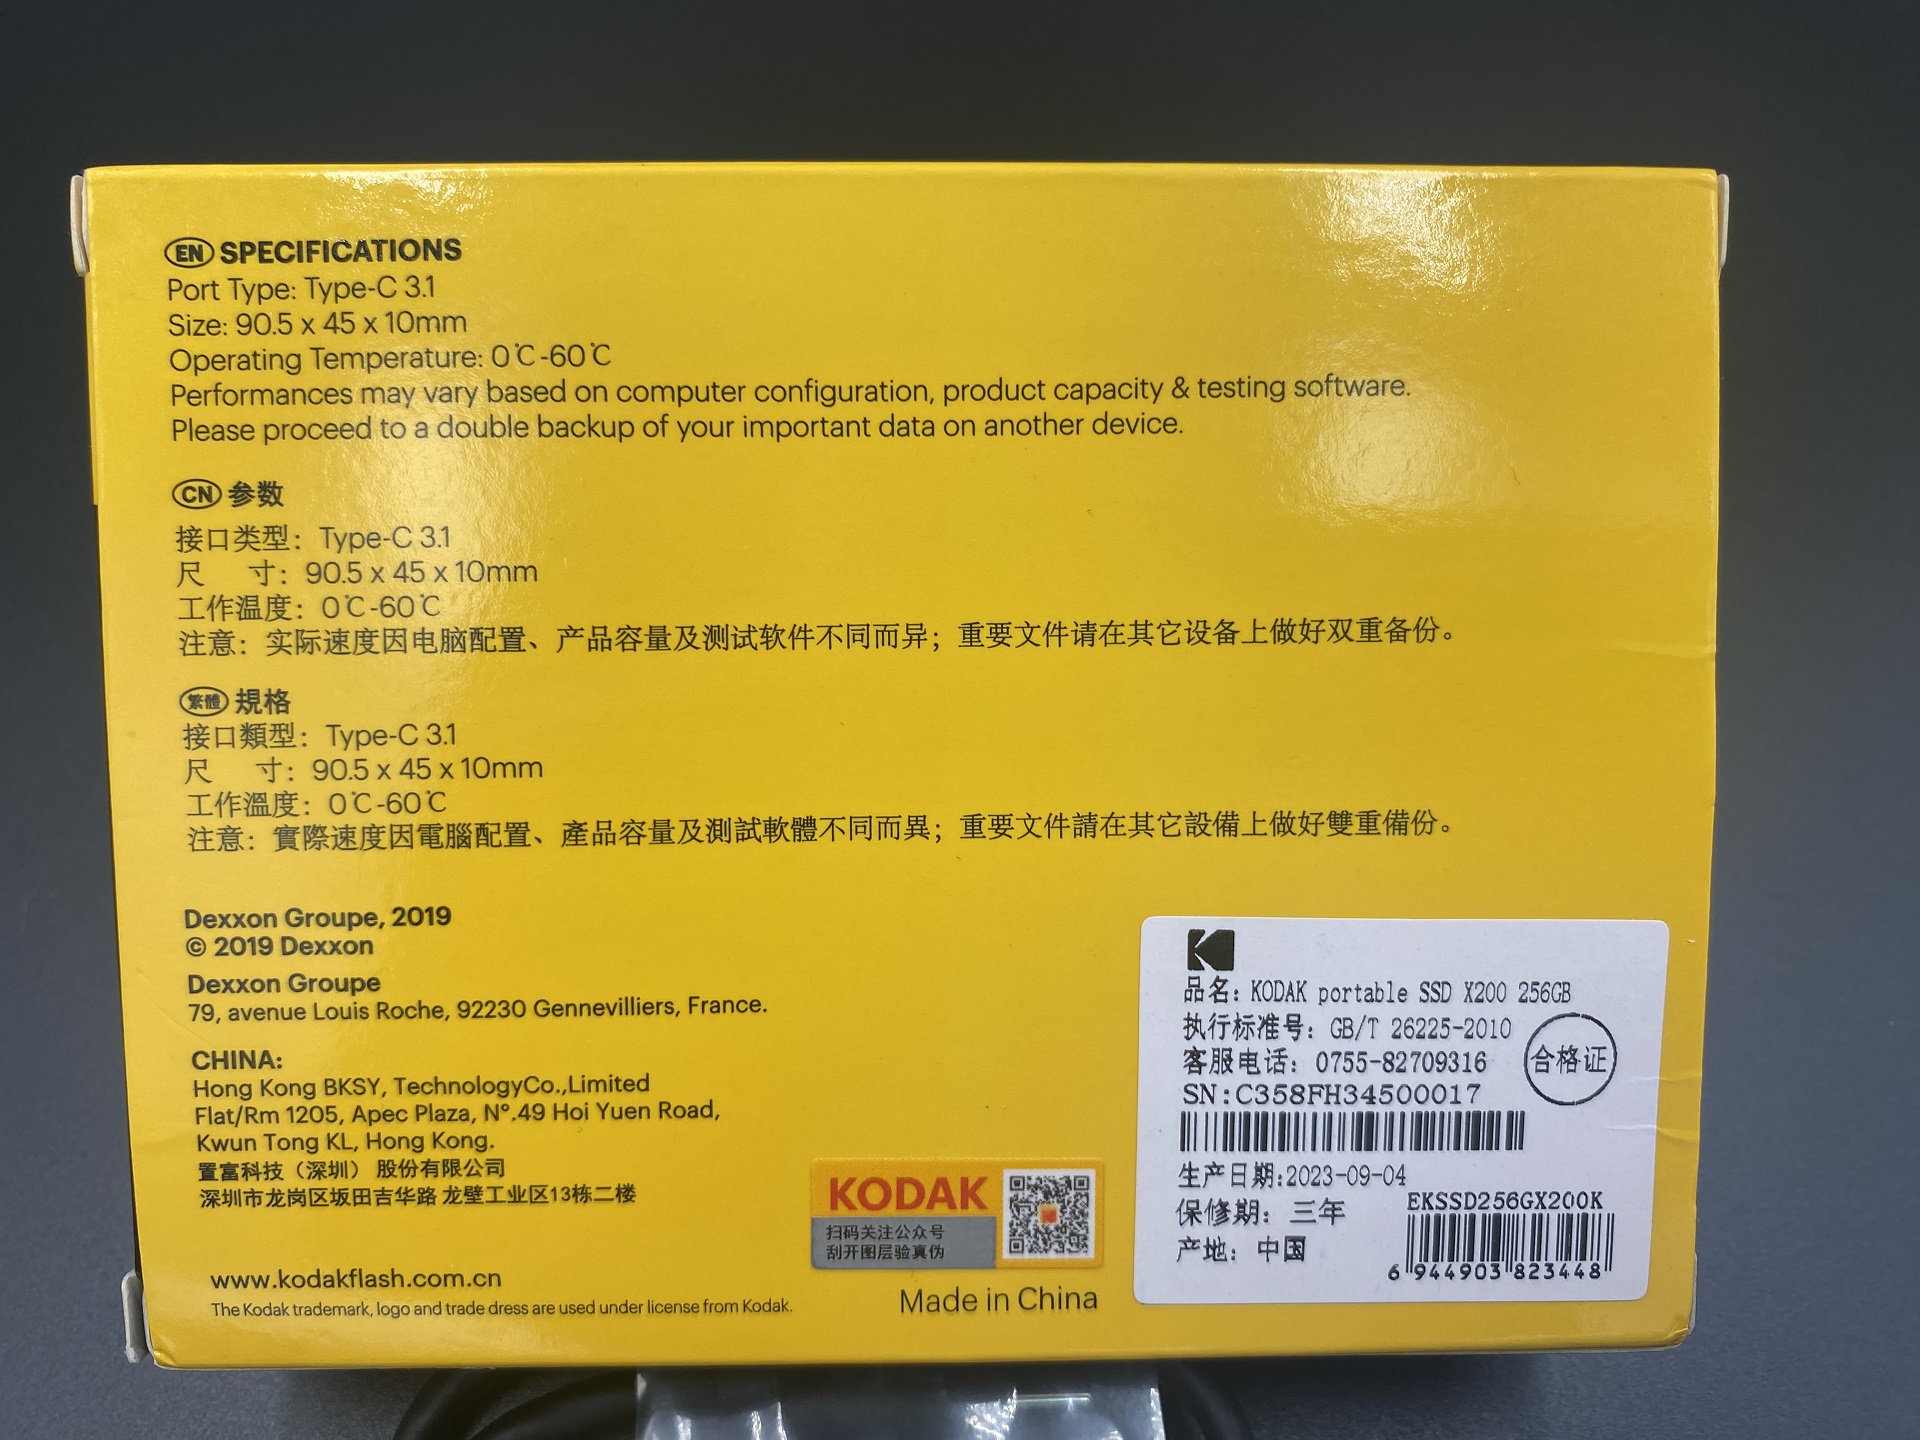 EN SPECIFICATIONS
Port Type: Type-C 3.1
Size: 90.5 x 45 x 10mm
Operating Temperature: 0℃-60℃
Performances may vary based on computer configuration, product capacity & testing software.
Please proceed to a double backup of your important data on another device.
CN 参数
接口类型：Type-C 3.1
尺 寸：90.5 x 45 x 10mm
工作温度：0℃-60℃
注意：实际速度因电脑配置、产品容量及测试软件不同而异；重要文件请在其它设备上做好双重备份。
繁體 規格
接口類型：Type-C 3.1
尺 寸：90.5 x 45 x 10mm
工作溫度：0℃-60℃
注意：實際速度因電腦配置、產品容量及測試軟體不同而異；重要文件請在其它設備上做好雙重備份。
Dexxon Groupe, 2019
© 2019 Dexxon
Dexxon Groupe
79, avenue Louis Roche, 92230 Gennevilliers, France.
CHINA:
Hong Kong BKSY, TechnologyCo.,Limited
Flat/Rm 1205, Apec Plaza, Nº.49 Hoi Yuen Road,
Kwun Tong KL, Hong Kong.
置富科技（深圳）股份有限公司
深圳市龙岗区坂田吉华路 龙壁工业区13栋二楼
www.kodakflash.com.cn
The Kodak trademark, logo and trade dress are used under license from Kodak.
KODAK
扫码关注公众号
刮开图层验真伪
Made in China
品名：KODAK portable SSD X200 256GB
执行标准号：GB/T 26225-2010
客服电话：0755-82709316
合格证
SN:C358FH34500017
生产日期:2023-09-04
保修期：三年
产地：中国
EKSSD256GX200K
6 944903 823448